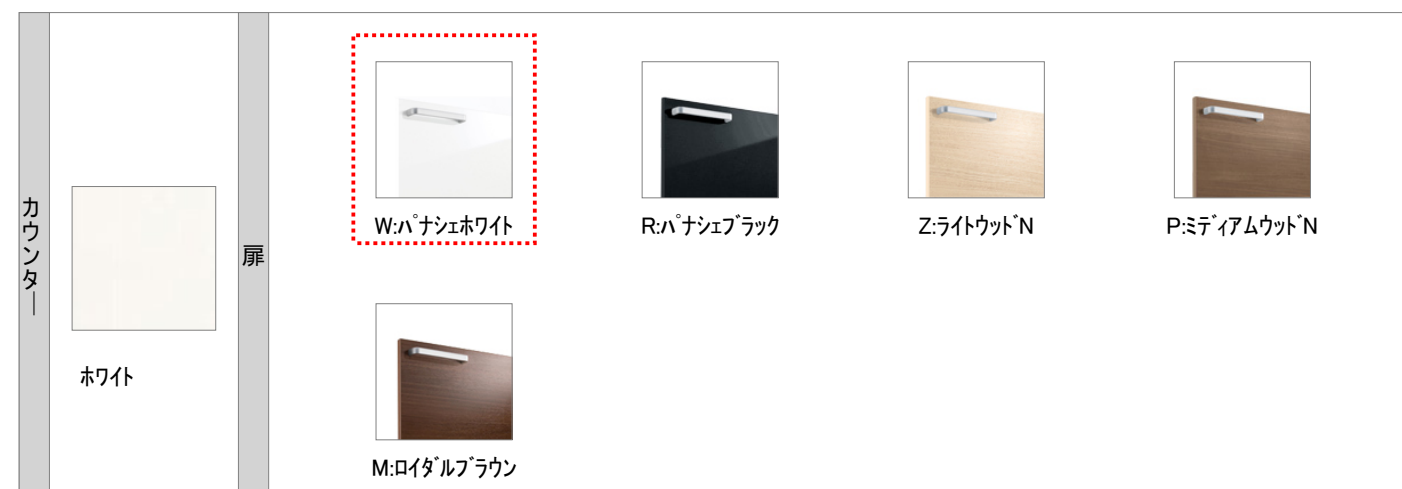 カウンター
ホワイト
扉
W:パナシェホワイト
R:パナシェブラック
Z:ライトウッドN
P:ミディアムウッドN
M:ロイダルブラウン